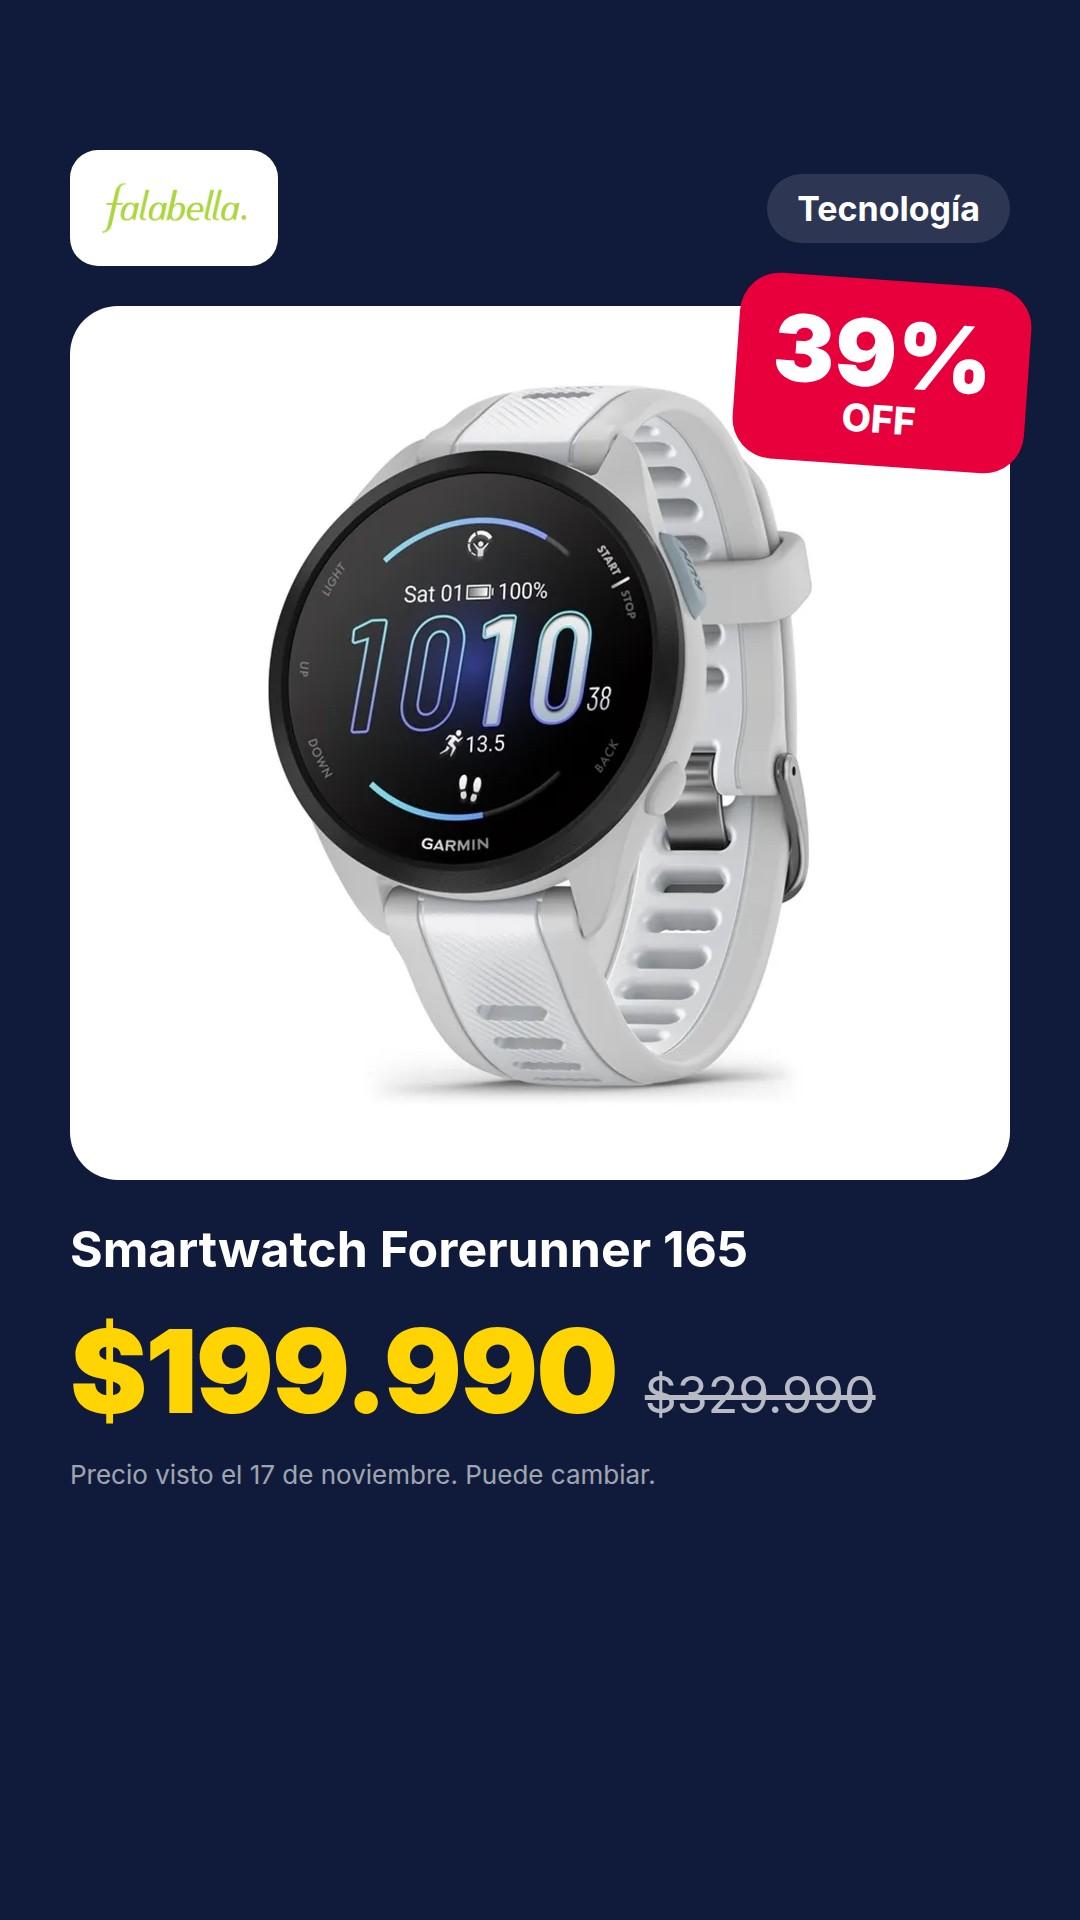 falabella.
Tecnología
39%
OFF
LIGHT
START
STOP
Sat 01 100%
1010
38
UP
13.5
DOWN
BACK
GARMIN
RUN
Smartwatch Forerunner 165
$199.990 $329.990
Precio visto el 17 de noviembre. Puede cambiar.